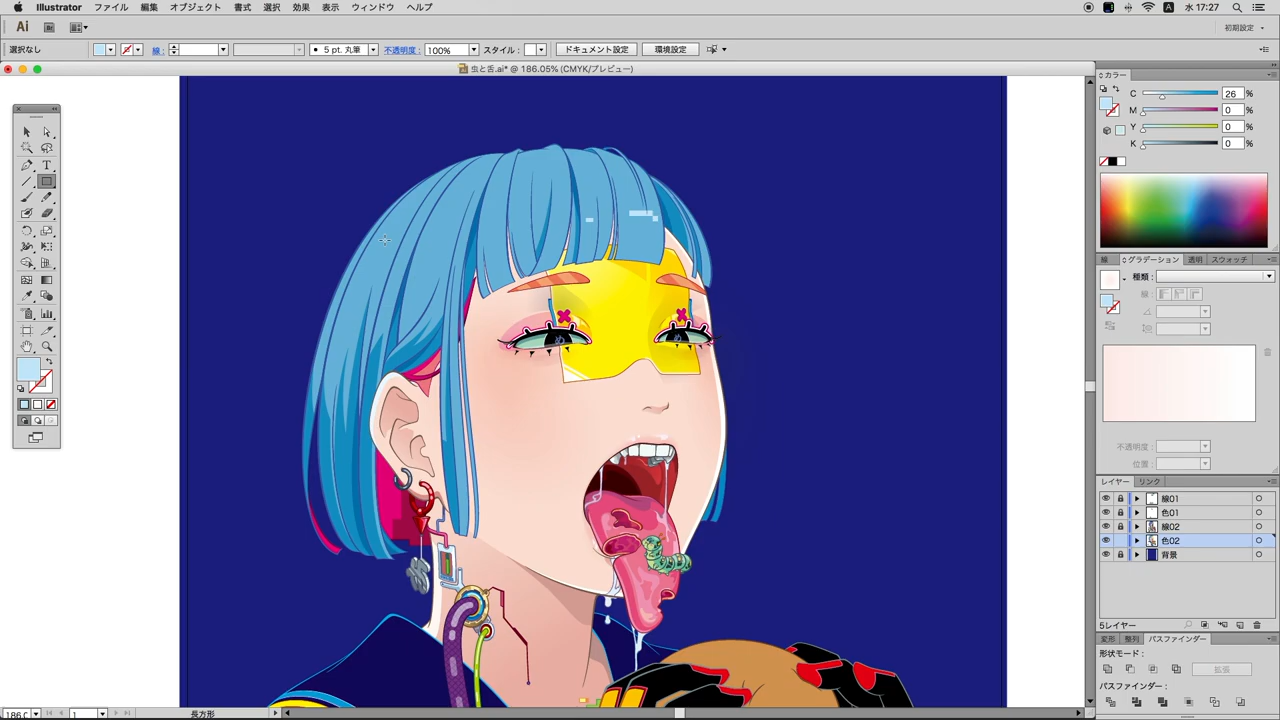 Illustrator ファイル 編集 オブジェクト 書式 選択 効果 表示 ウィンドウ ヘルプ A 水 17:27
Ai 初期設定
選択なし 線: 5 pt. 丸筆 不透明度: 100% スタイル: ドキュメント設定 環境設定
虫と舌.ai* @ 186.05% (CMYK/プレビュー)
カラー
C 26 %
M 0 %
Y 0 %
K 0 %
線 グラデーション 透明 スウォッチ
種類:
線:
不透明度:
位置:
レイヤー リンク
線01
色01
線02
色02
背景
5レイヤー
変形 整列 パスファインダー
形状モード:
拡張
パスファインダー:
186.0 1 長方形